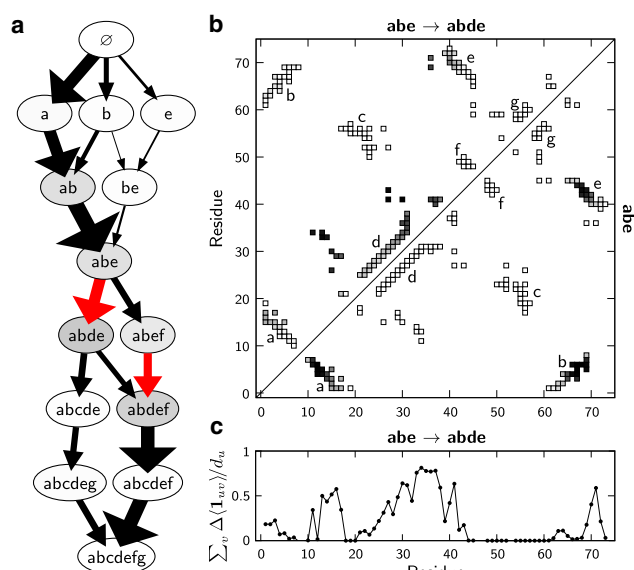 a
∅
a b e
ab be
abe
abde abef
abcde abdef
abcdeg abcdef
abcdefg
b
abe → abde
Residue
70
60
50
40
30
20
10
0
0 10 20 30 40 50 60 70
abe
b
c
e
g
g
f
f
e
d
d
c
a
a
b
c
abe → abde
∑ᵥ Δ⟨1ᵤᵥ⟩/dᵤ
1
0.5
0
0 10 20 30 40 50 60 70
Residue